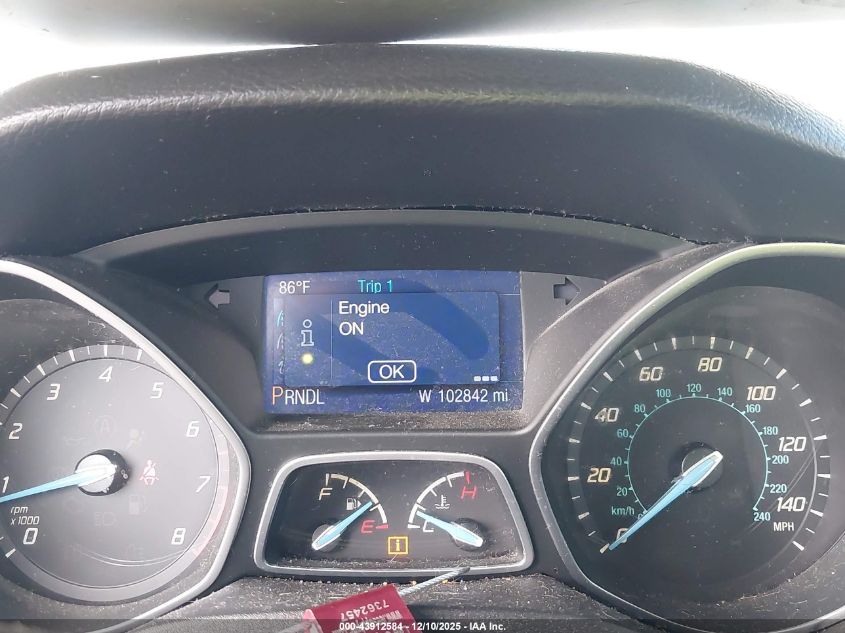 86°F Trip 1
Engine
ON
i
OK
PRNDL W 102842 mi
0 1 2 3 4 5 6 7 8
rpm
x1000
F E
C H
i
0 20 40 60 80 100 120 140
20 40 60 80 100 120 140 160 180 220 240
km/h
MPH
7362457
000-43912584 - 12/10/2025 - IAA Inc.